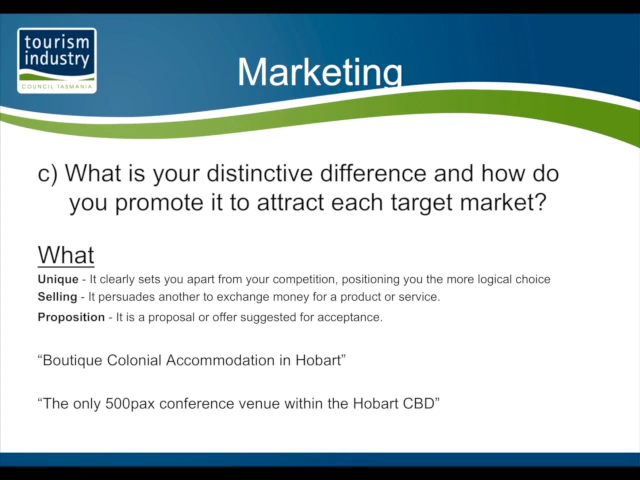 tourism
industry
COUNCIL TASMANIA
Marketing
c) What is your distinctive difference and how do
you promote it to attract each target market?
What
Unique - It clearly sets you apart from your competition, positioning you the more logical choice
Selling - It persuades another to exchange money for a product or service.
Proposition - It is a proposal or offer suggested for acceptance.
“Boutique Colonial Accommodation in Hobart”
“The only 500pax conference venue within the Hobart CBD”